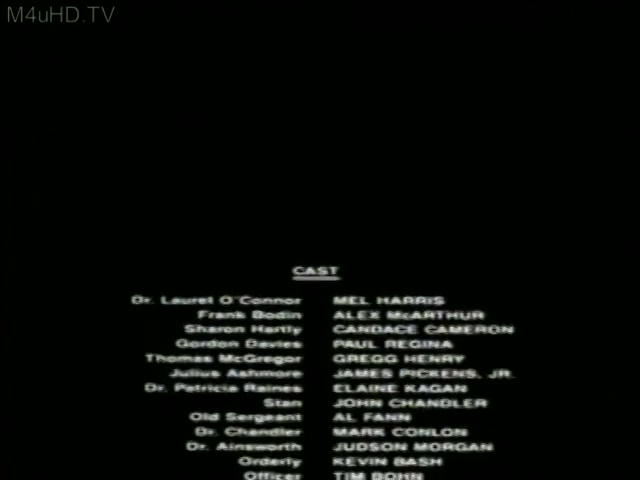 M4uHD.TV
CAST
Dr. Laurel O'Connor MEL HARRIS
Frank Bodin ALEX McARTHUR
Sharon Hartly CANDACE CAMERON
Gordon Davies PAUL REGINA
Thomas McGregor GREGG HENRY
Julius Ashmore JAMES PICKENS, JR.
Dr. Patricia Raines ELAINE KAGAN
Stan JOHN CHANDLER
Old Sergeant AL FANN
Dr. Chandler MARK CONLON
Dr. Ainsworth JUDSON MORGAN
Orderly KEVIN BASH
Officer TIM BOHN